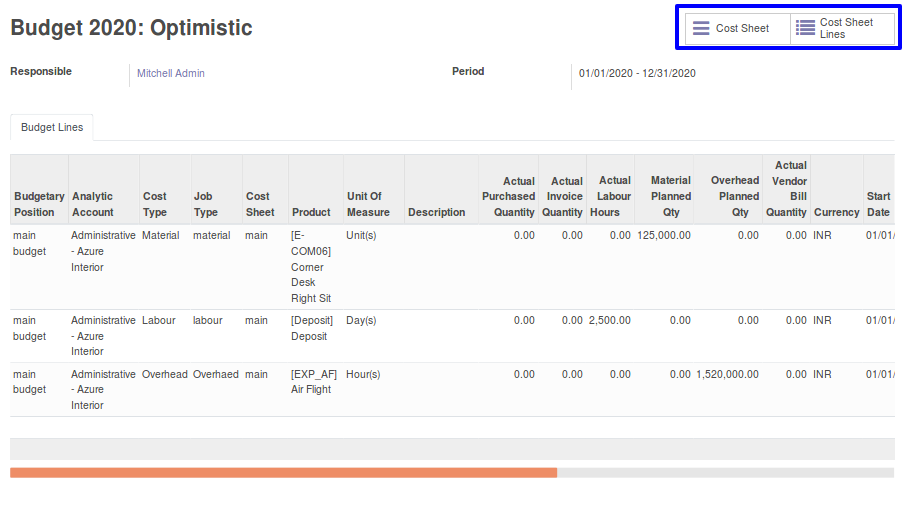 Budget 2020: Optimistic
Cost Sheet
Cost Sheet
Lines
Responsible
Mitchell Admin
Period
01/01/2020 - 12/31/2020
Budget Lines
Budgetary Position Analytic Account Cost Type Job Type Cost Sheet Product Unit Of Measure Description Actual Purchased Quantity Actual Invoice Quantity Actual Labour Hours Material Planned Qty Overhead Planned Qty Actual Vendor Bill Quantity Currency Start Date
main Administrative Material material main [E- Unit(s) 0.00 0.00 0.00 125,000.00 0.00 0.00 INR 01/01/
budget - Azure COM06]
Interior Corner
Desk
Right Sit
main Administrative Labour labour main [Deposit] Day(s) 0.00 0.00 2,500.00 0.00 0.00 0.00 INR 01/01/
budget - Azure Deposit
Interior
main Administrative Overhead Overhaed main [EXP_AF] Hour(s) 0.00 0.00 0.00 0.00 1,520,000.00 0.00 INR 01/01/
budget - Azure Air Flight
Interior